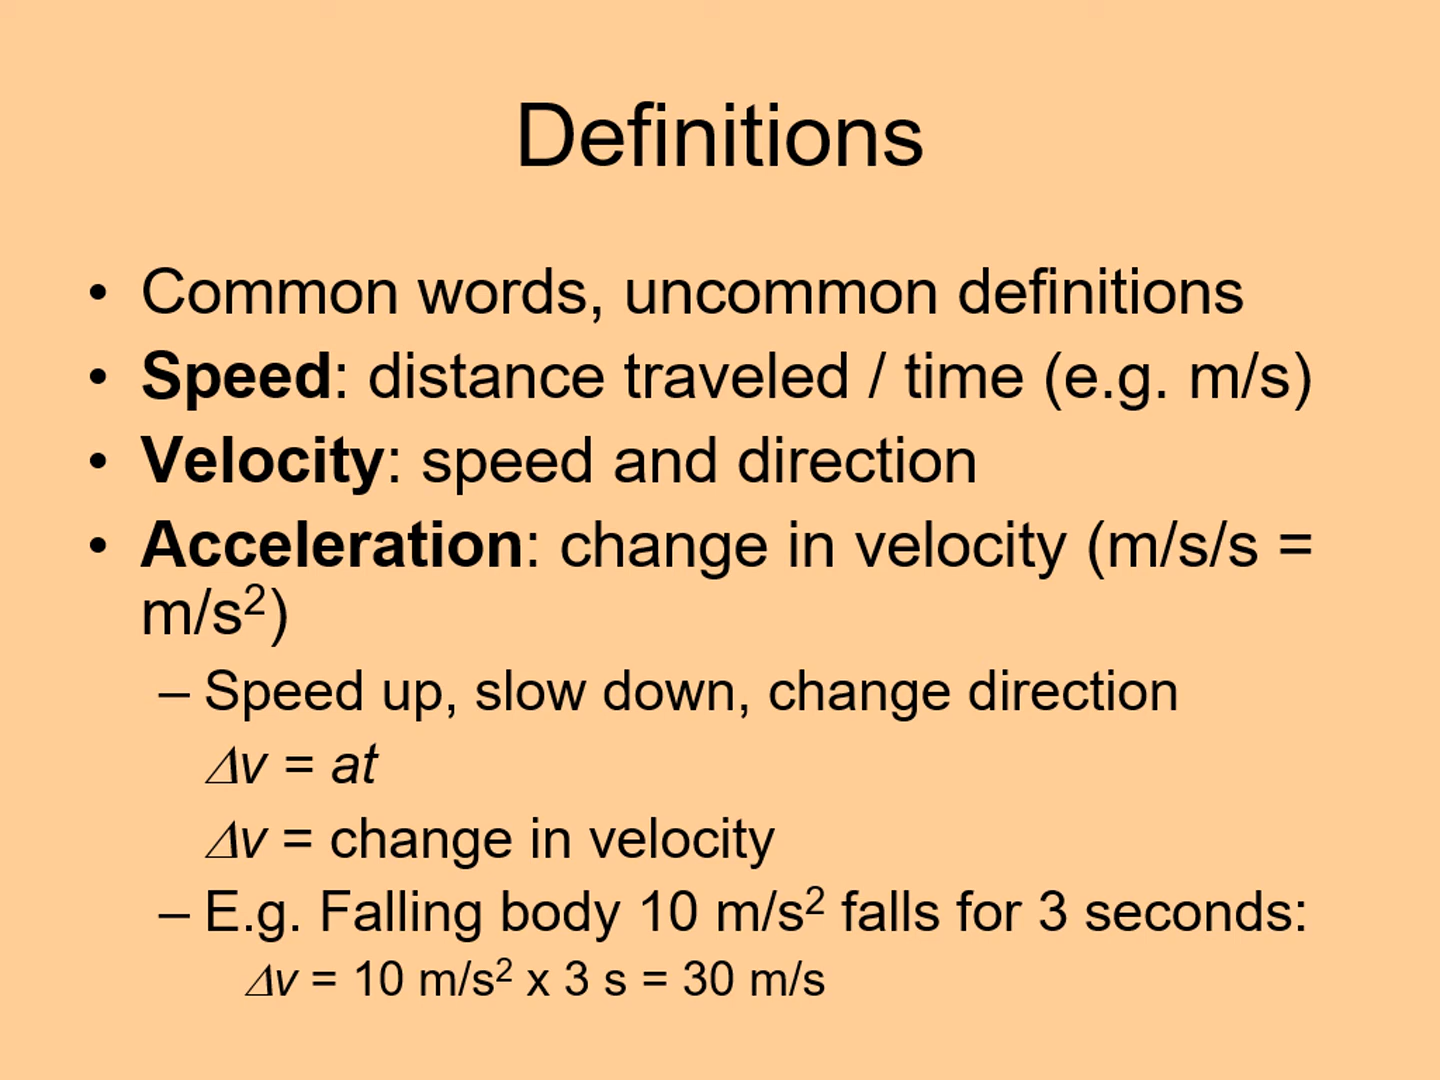 Definitions
• Common words, uncommon definitions
• Speed: distance traveled / time (e.g. m/s)
• Velocity: speed and direction
• Acceleration: change in velocity (m/s/s =
m/s²)
– Speed up, slow down, change direction
Δv = at
Δv = change in velocity
– E.g. Falling body 10 m/s² falls for 3 seconds:
Δv = 10 m/s² x 3 s = 30 m/s